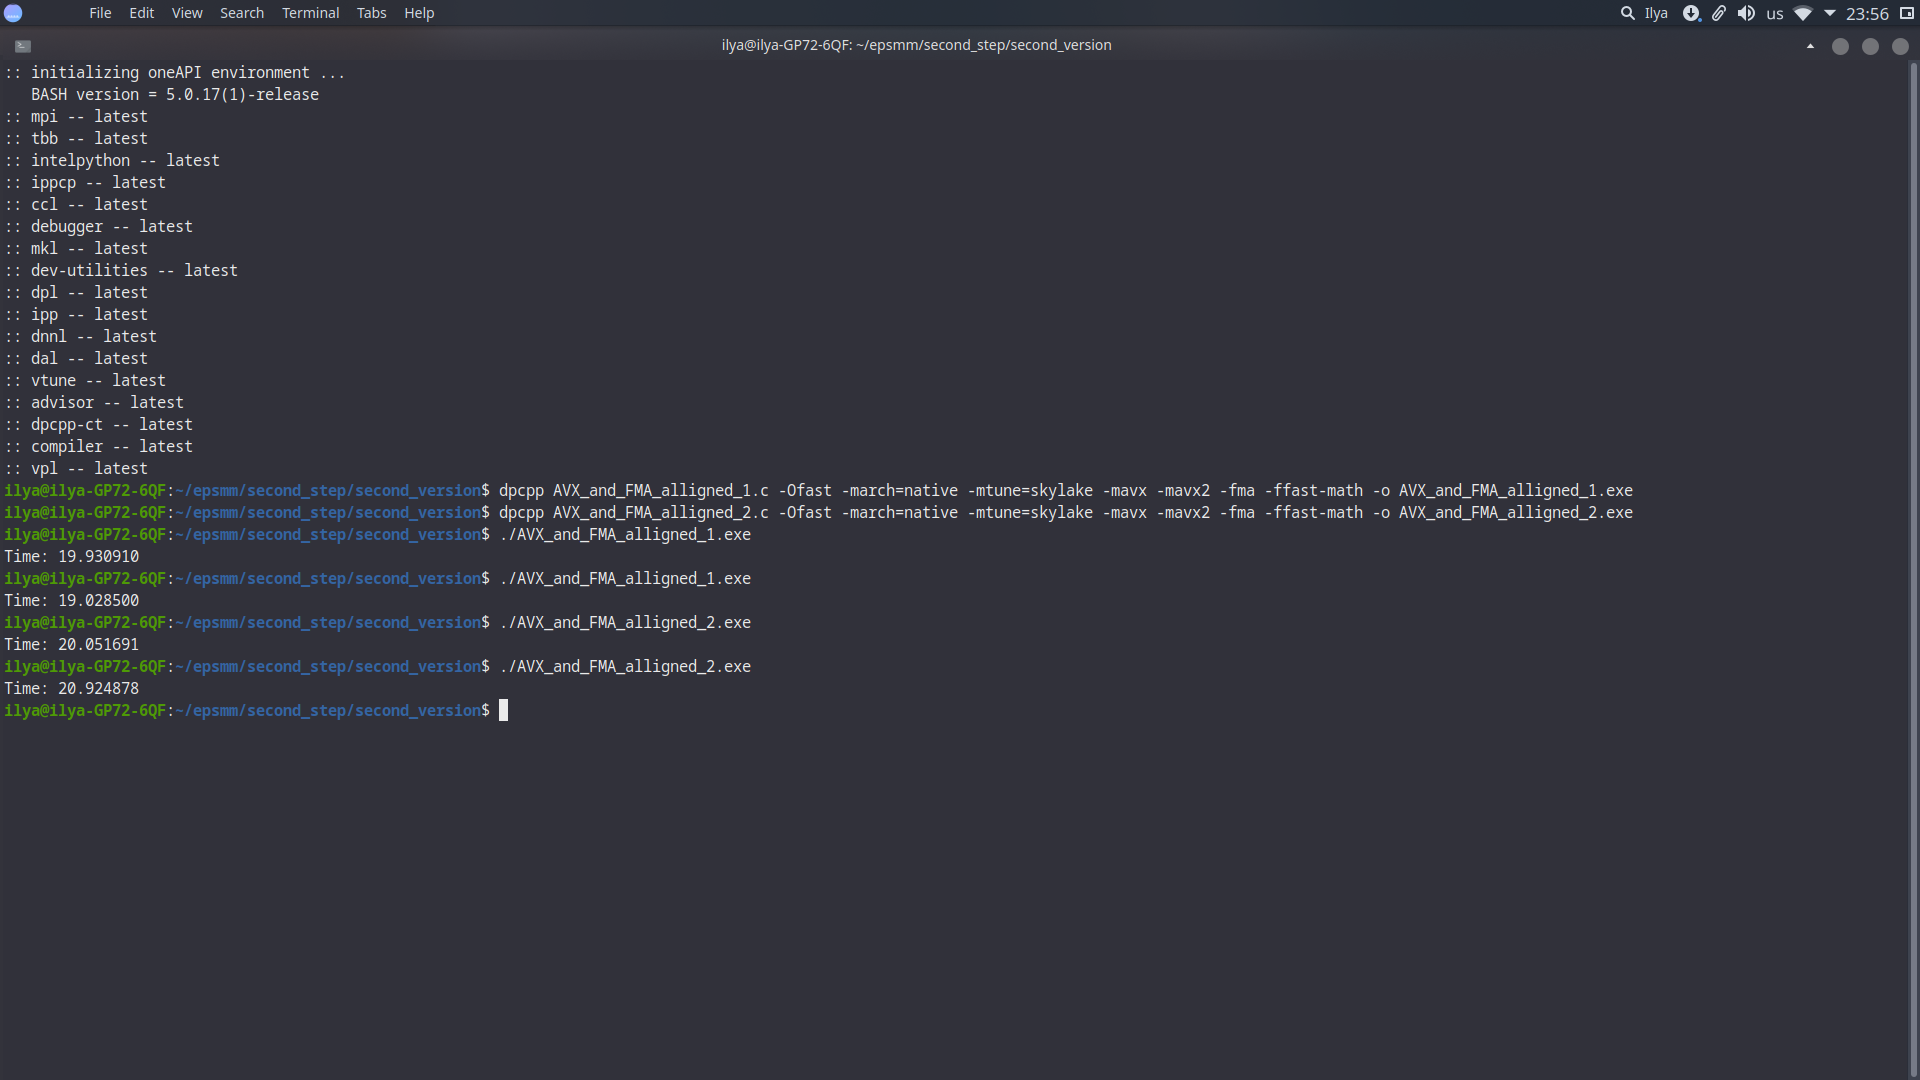 File Edit View Search Terminal Tabs Help
Ilya us 23:56
ilya@ilya-GP72-6QF: ~/epsmm/second_step/second_version
:: initializing oneAPI environment ...
   BASH version = 5.0.17(1)-release
:: mpi -- latest
:: tbb -- latest
:: intelpython -- latest
:: ippcp -- latest
:: ccl -- latest
:: debugger -- latest
:: mkl -- latest
:: dev-utilities -- latest
:: dpl -- latest
:: ipp -- latest
:: dnnl -- latest
:: dal -- latest
:: vtune -- latest
:: advisor -- latest
:: dpcpp-ct -- latest
:: compiler -- latest
:: vpl -- latest
ilya@ilya-GP72-6QF:~/epsmm/second_step/second_version$ dpcpp AVX_and_FMA_alligned_1.c -Ofast -march=native -mtune=skylake -mavx -mavx2 -fma -ffast-math -o AVX_and_FMA_alligned_1.exe
ilya@ilya-GP72-6QF:~/epsmm/second_step/second_version$ dpcpp AVX_and_FMA_alligned_2.c -Ofast -march=native -mtune=skylake -mavx -mavx2 -fma -ffast-math -o AVX_and_FMA_alligned_2.exe
ilya@ilya-GP72-6QF:~/epsmm/second_step/second_version$ ./AVX_and_FMA_alligned_1.exe
Time: 19.930910
ilya@ilya-GP72-6QF:~/epsmm/second_step/second_version$ ./AVX_and_FMA_alligned_1.exe
Time: 19.028500
ilya@ilya-GP72-6QF:~/epsmm/second_step/second_version$ ./AVX_and_FMA_alligned_2.exe
Time: 20.051691
ilya@ilya-GP72-6QF:~/epsmm/second_step/second_version$ ./AVX_and_FMA_alligned_2.exe
Time: 20.924878
ilya@ilya-GP72-6QF:~/epsmm/second_step/second_version$